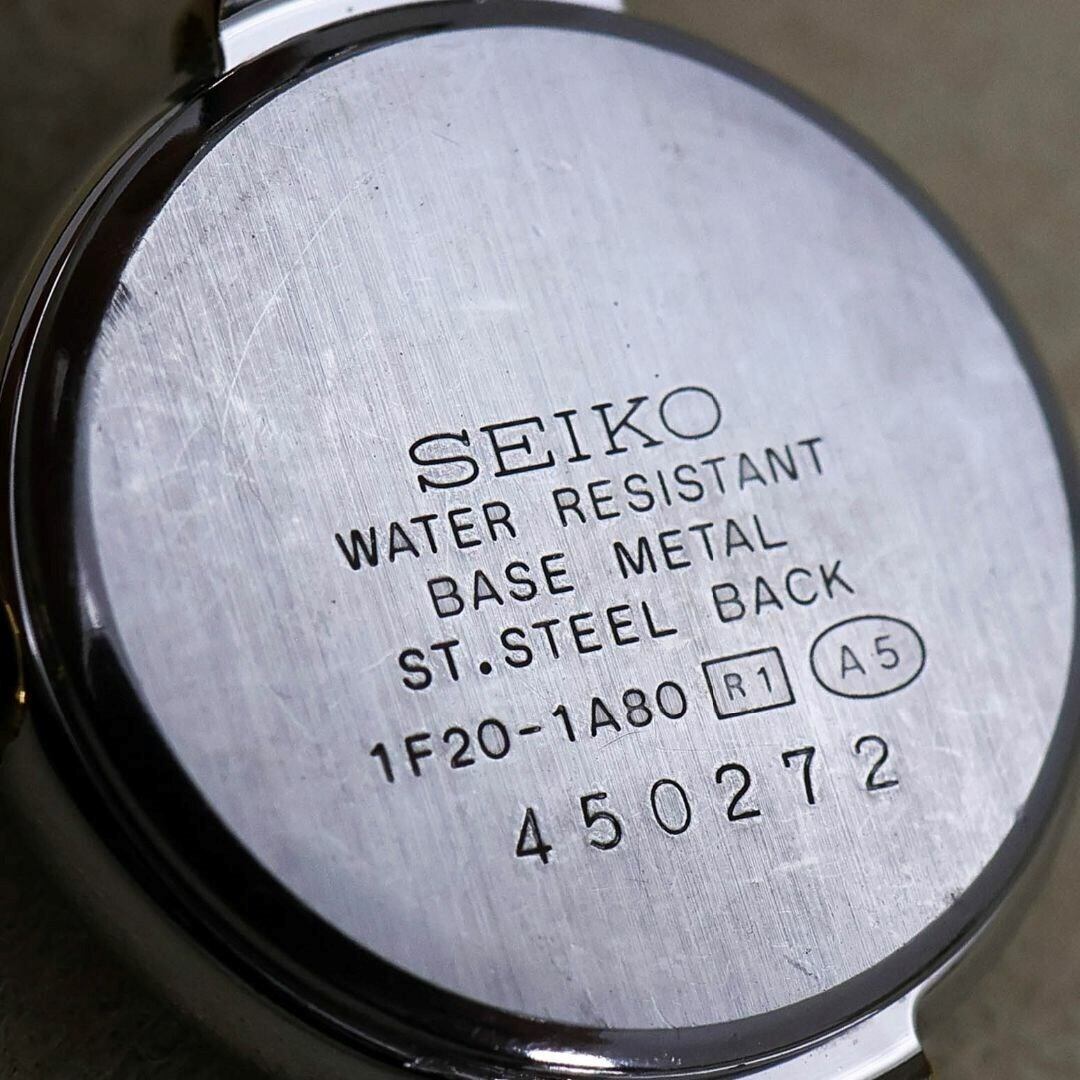 SEIKO
WATER RESISTANT
BASE METAL
ST.STEEL BACK
1F20-1A80 R1 A5
450272